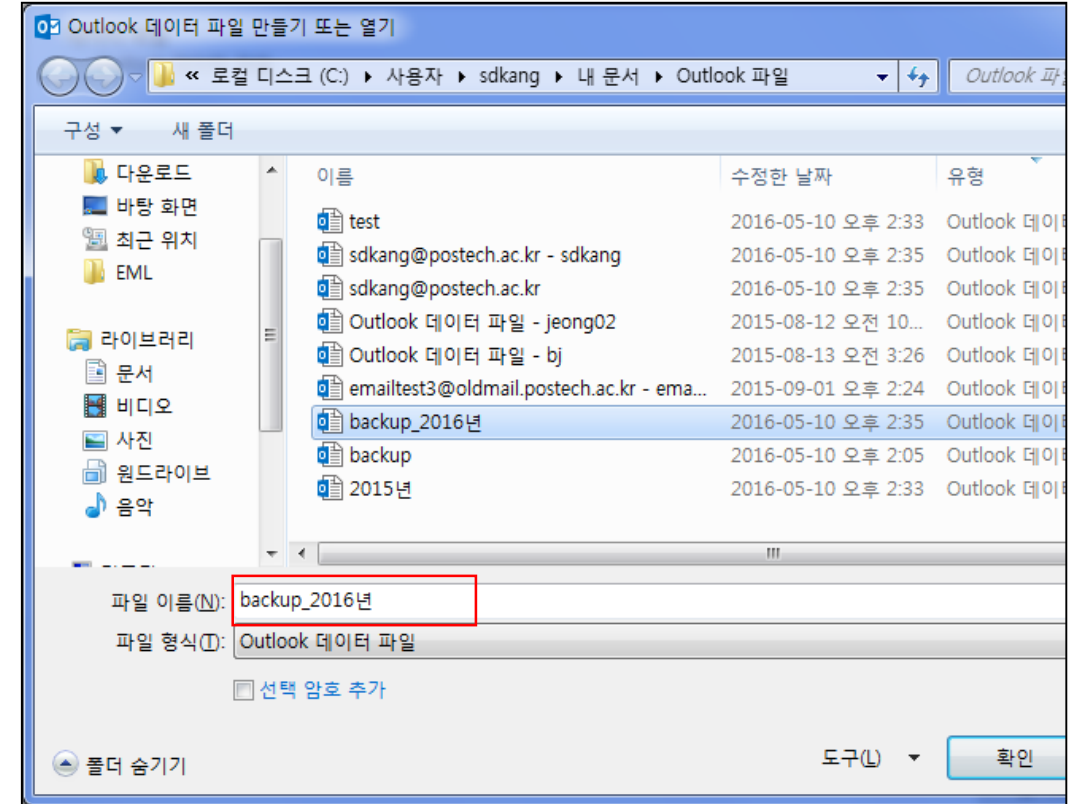 Outlook 데이터 파일 만들기 또는 열기
« 로컬 디스크 (C:) ▸ 사용자 ▸ sdkang ▸ 내 문서 ▸ Outlook 파일
Outlook
구성 새 폴더
이름 수정한 날짜 유형
다운로드
바탕 화면
최근 위치
EML
라이브러리
문서
비디오
사진
원드라이브
음악
test 2016-05-10 오후 2:33 Outlook
sdkang@postech.ac.kr - sdkang 2016-05-10 오후 2:35 Outlook
sdkang@postech.ac.kr 2016-05-10 오후 2:35 Outlook
Outlook 데이터 파일 - jeong02 2015-08-12 오전 10... Outlook
Outlook 데이터 파일 - bj 2015-08-13 오전 3:26 Outlook
emailtest3@oldmail.postech.ac.kr - ema... 2015-09-01 오후 2:24 Outlook
backup_2016년 2016-05-10 오후 2:35 Outlook
backup 2016-05-10 오후 2:05 Outlook
2015년 2016-05-10 오후 2:33 Outlook
파일 이름(N): backup_2016년
파일 형식(T): Outlook 데이터 파일
선택 암호 추가
폴더 숨기기
도구(L) 확인